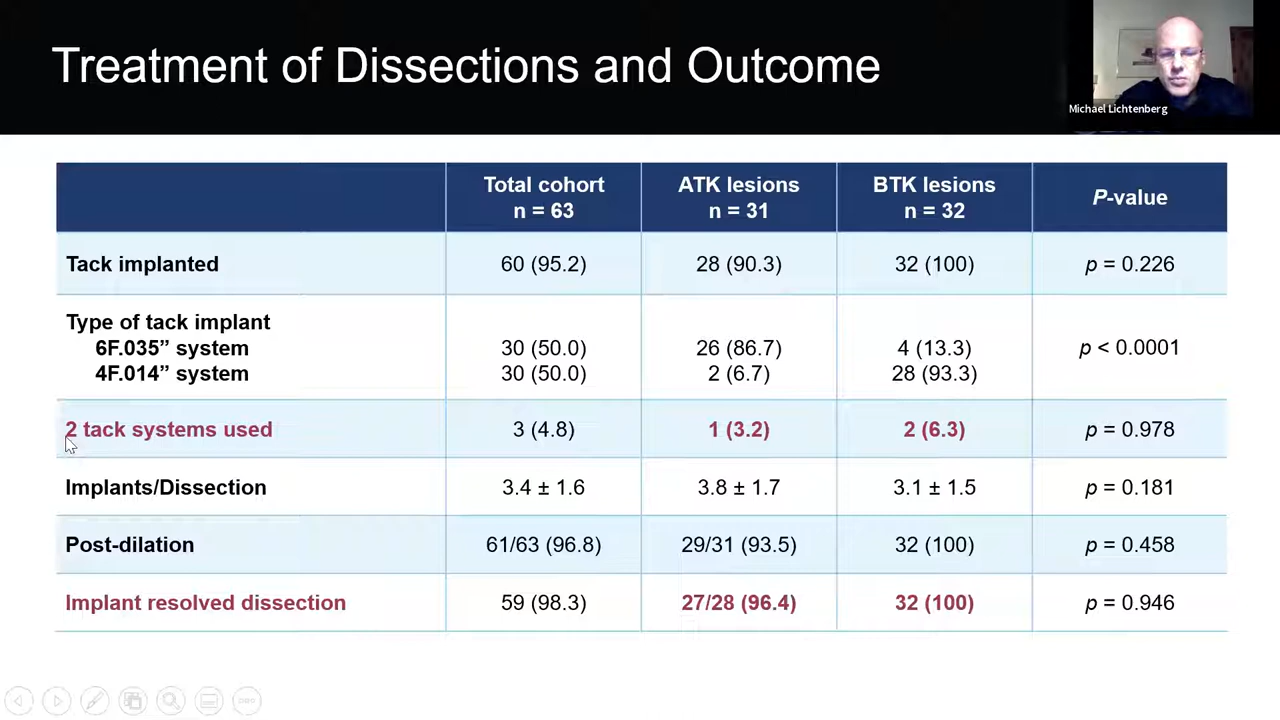 Treatment of Dissections and Outcome
Michael Lichtenberg
Total cohort n = 63 ATK lesions n = 31 BTK lesions n = 32 P-value
Tack implanted 60 (95.2) 28 (90.3) 32 (100) p = 0.226
Type of tack implant
6F.035” system 30 (50.0) 26 (86.7) 4 (13.3) p < 0.0001
4F.014” system 30 (50.0) 2 (6.7) 28 (93.3)
2 tack systems used 3 (4.8) 1 (3.2) 2 (6.3) p = 0.978
Implants/Dissection 3.4 ± 1.6 3.8 ± 1.7 3.1 ± 1.5 p = 0.181
Post-dilation 61/63 (96.8) 29/31 (93.5) 32 (100) p = 0.458
Implant resolved dissection 59 (98.3) 27/28 (96.4) 32 (100) p = 0.946